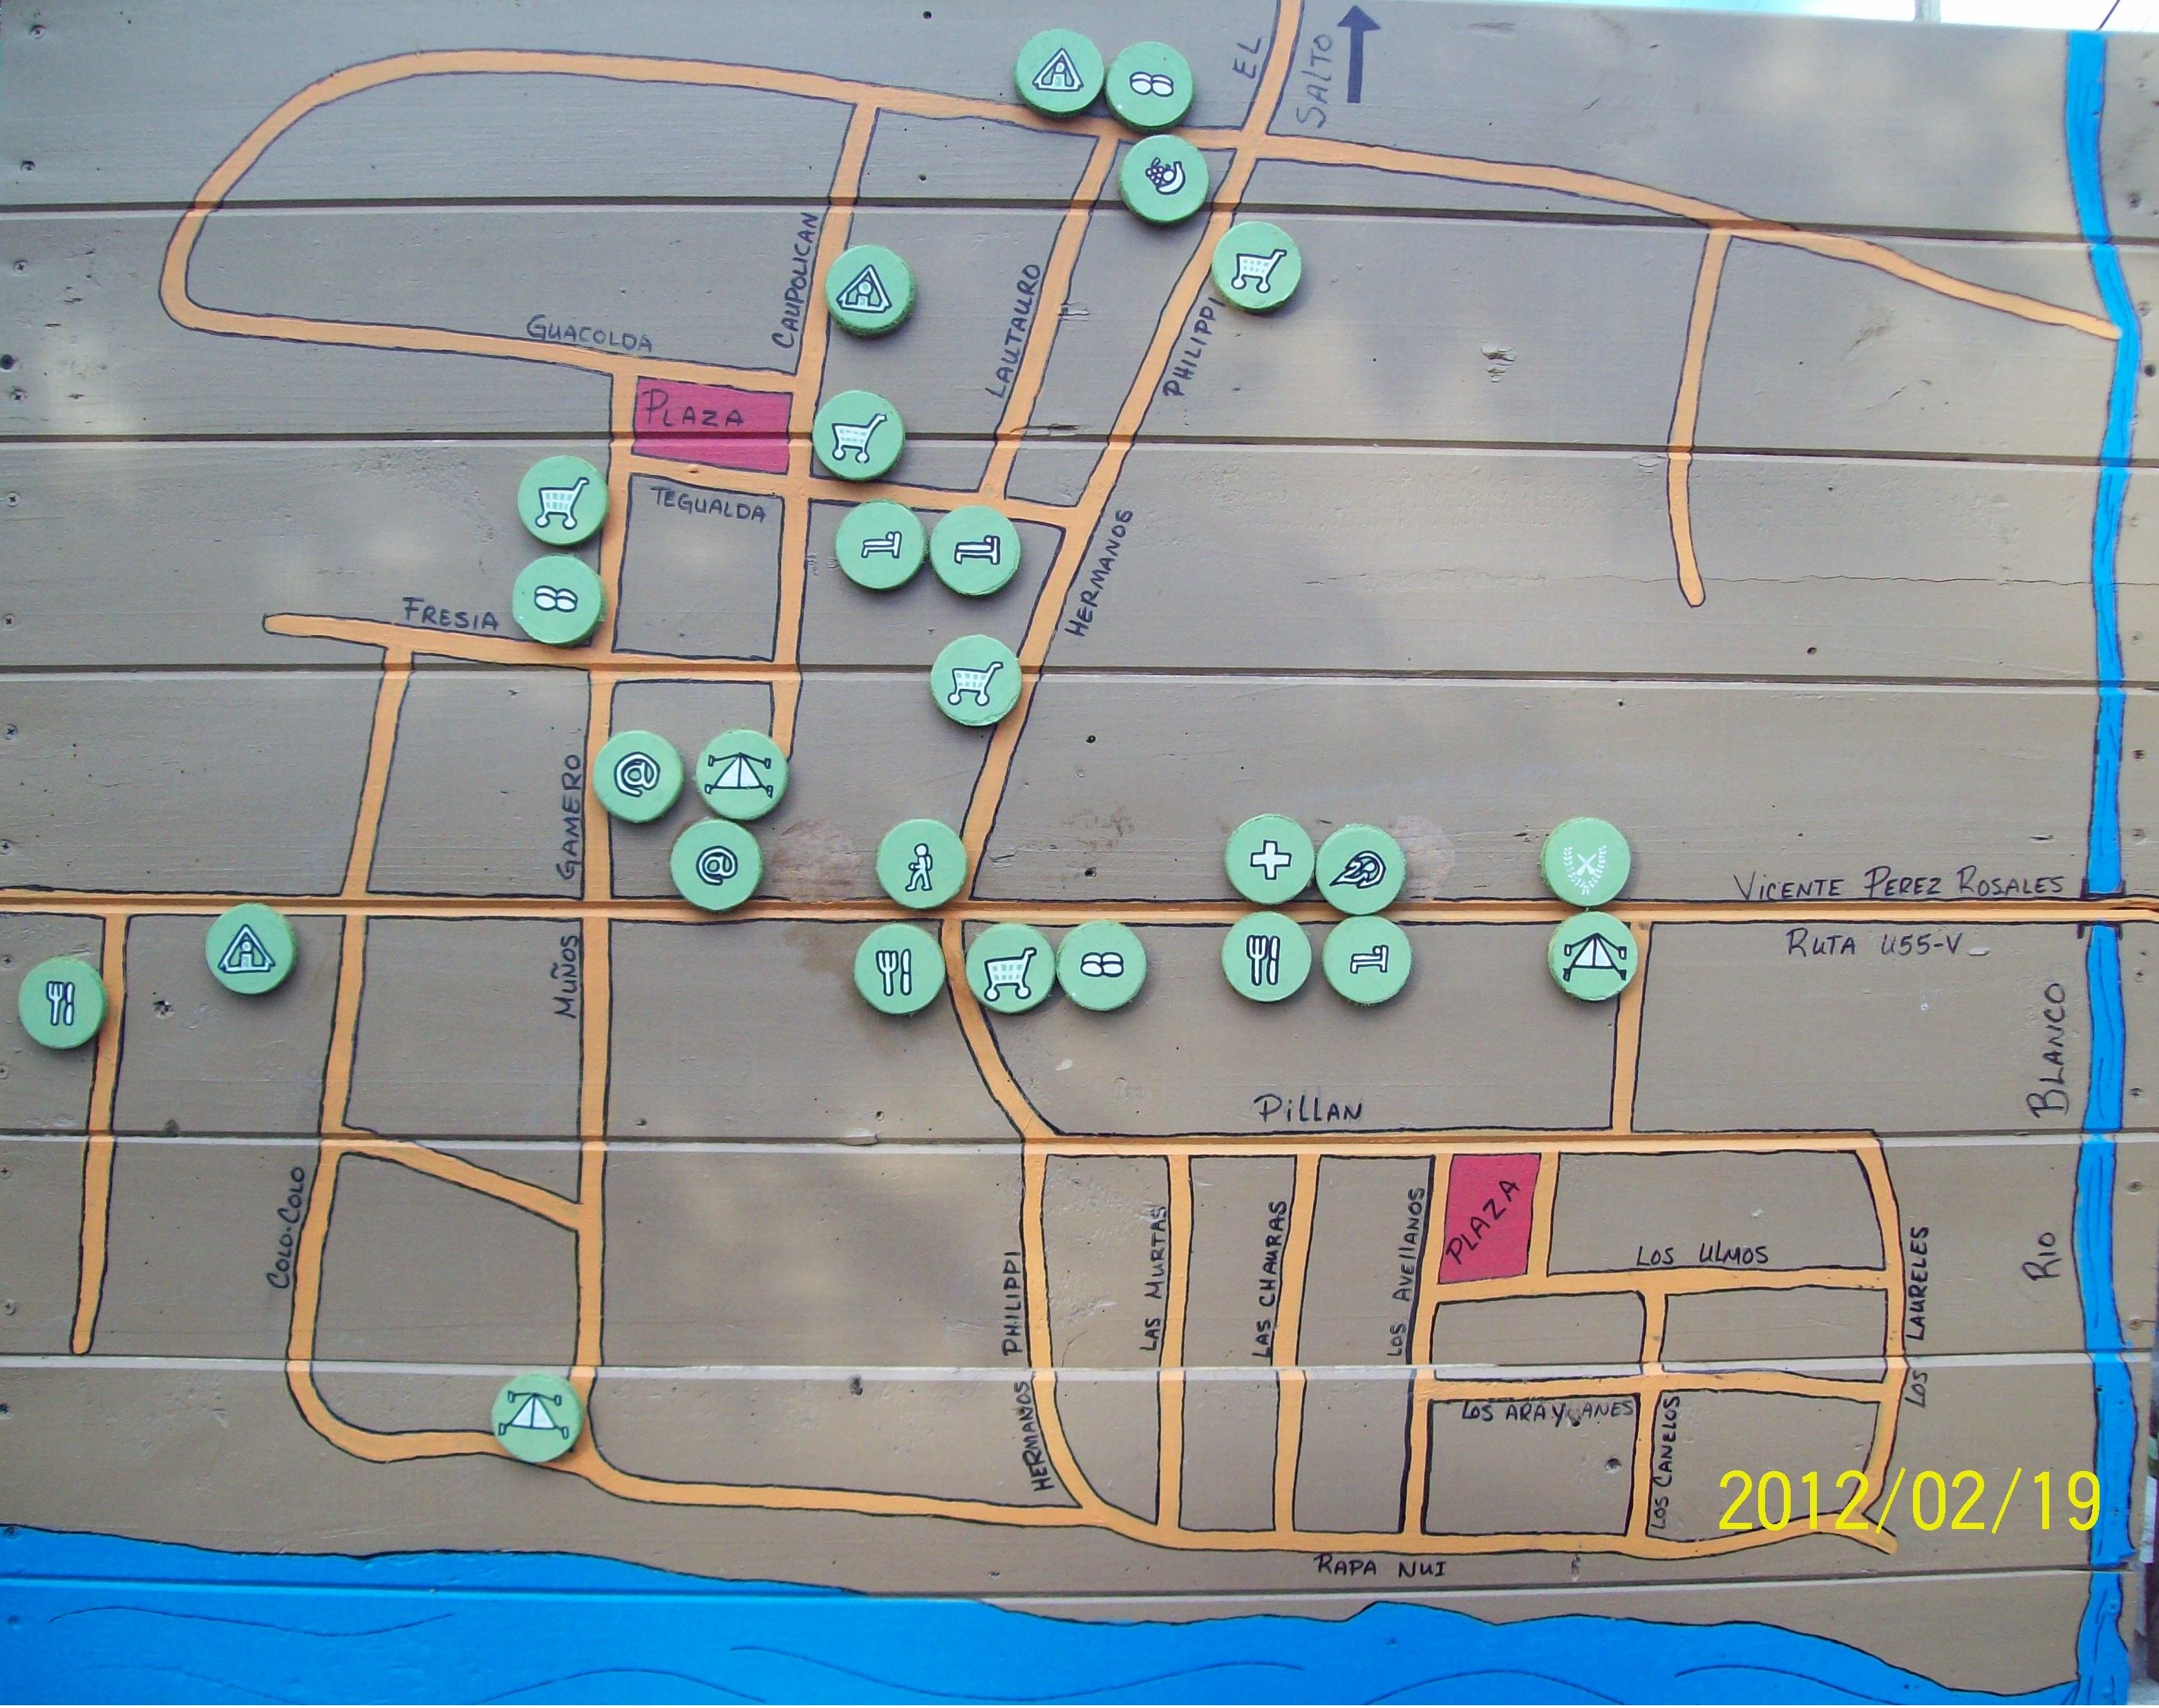 EL
SALTO
CAUPOLICAN
LAUTAURO
PHILIPPI
GUACOLDA
PLAZA
TEGUALDA
HERMANOS
FRESIA
GAMERO
@
@
VICENTE PEREZ ROSALES
RUTA U55-V
MUÑOS
BLANCO
PILLAN
COLO-COLO
PLAZA
LAS MURTAS
LAS CHAURAS
LOS AVELLANOS
LOS ULMOS
LOS LAURELES
RIO
PHILIPPI
HERMANOS
LOS ARAYANES
LOS CANELOS
2012/02/19
RAPA NUI